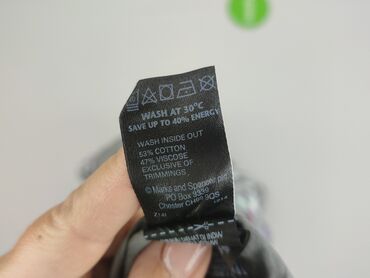 WASH AT 30°C
SAVE UP TO 40% ENERGY
WASH INSIDE OUT
53% COTTON
47% VISCOSE
EXCLUSIVE OF
TRIMMINGS
© Marks and Spencer plc
PO Box 3339
Chester CH99 9QS